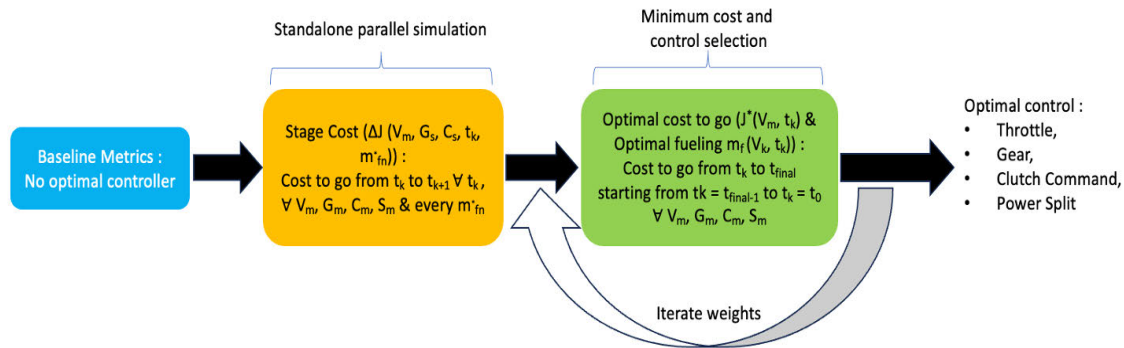 Standalone parallel simulation
Minimum cost and
control selection
Baseline Metrics :
No optimal controller
Stage Cost (ΔJ (Vm, Gs, Cs, tk,
m*fn)) :
Cost to go from tk to tk+1 ∀ tk ,
∀ Vm, Gm, Cm, Sm & every m*fn
Optimal cost to go (J*(Vm, tk) &
Optimal fueling mf (Vk, tk)) :
Cost to go from tk to tfinal
starting from tk = tfinal-1 to tk = t0
∀ Vm, Gm, Cm, Sm
Optimal control :
• Throttle,
• Gear,
• Clutch Command,
• Power Split
Iterate weights